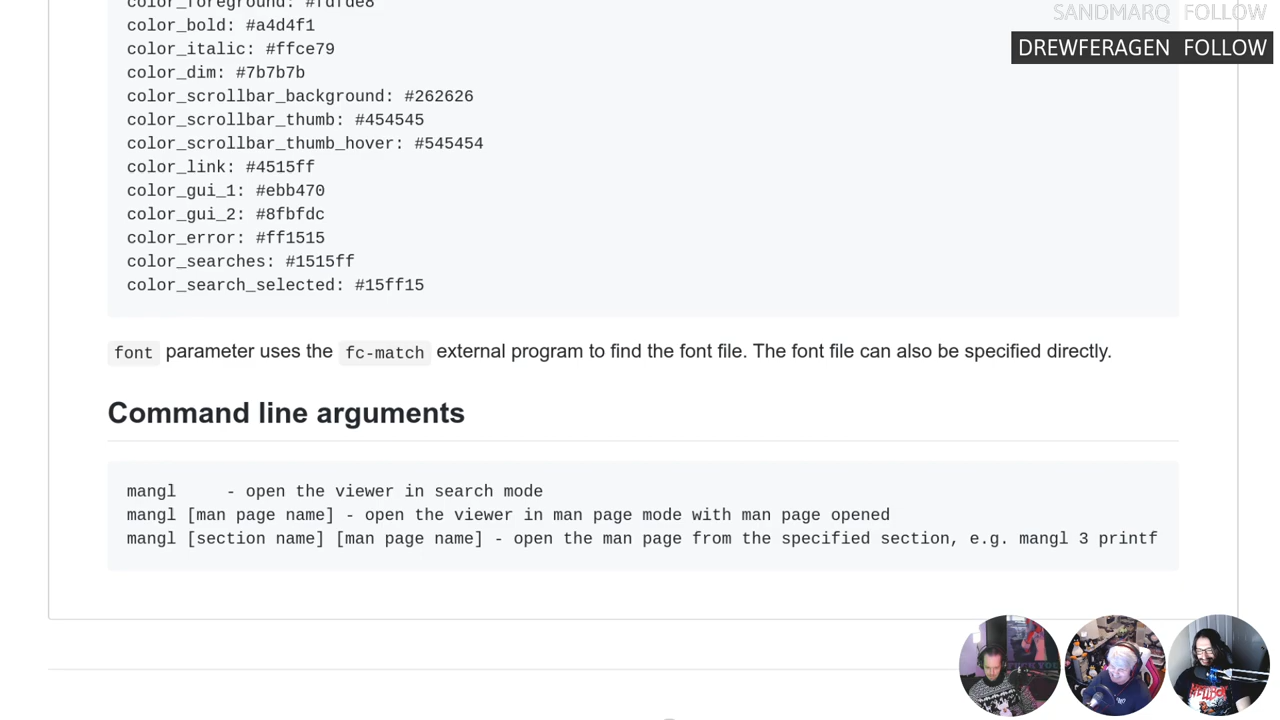 SANDMARQ FOLLOW
DREWFERAGEN FOLLOW
color_foreground: #fdfde8
color_bold: #a4d4f1
color_italic: #ffce79
color_dim: #7b7b7b
color_scrollbar_background: #262626
color_scrollbar_thumb: #454545
color_scrollbar_thumb_hover: #545454
color_link: #4515ff
color_gui_1: #ebb470
color_gui_2: #8fbfdc
color_error: #ff1515
color_searches: #1515ff
color_search_selected: #15ff15
font parameter uses the fc-match external program to find the font file. The font file can also be specified directly.
Command line arguments
mangl     - open the viewer in search mode
mangl [man page name] - open the viewer in man page mode with man page opened
mangl [section name] [man page name] - open the man page from the specified section, e.g. mangl 3 printf